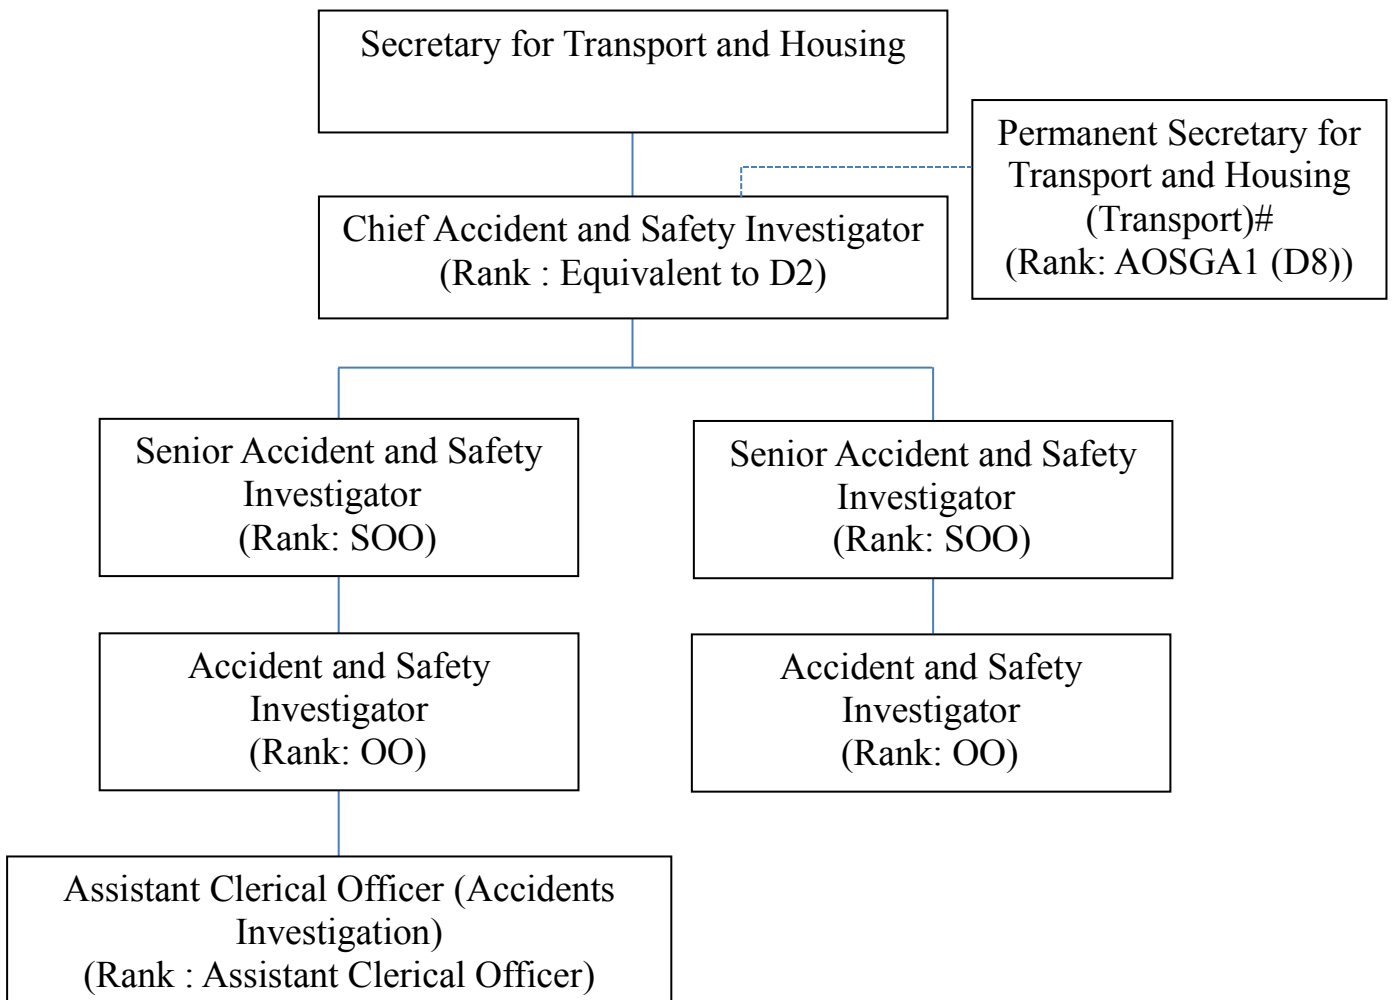 Secretary for Transport and Housing
Permanent Secretary for
Transport and Housing
(Transport)#
(Rank: AOSGA1 (D8))
Chief Accident and Safety Investigator
(Rank : Equivalent to D2)
Senior Accident and Safety
Investigator
(Rank: SOO)
Senior Accident and Safety
Investigator
(Rank: SOO)
Accident and Safety
Investigator
(Rank: OO)
Accident and Safety
Investigator
(Rank: OO)
Assistant Clerical Officer (Accidents
Investigation)
(Rank : Assistant Clerical Officer)